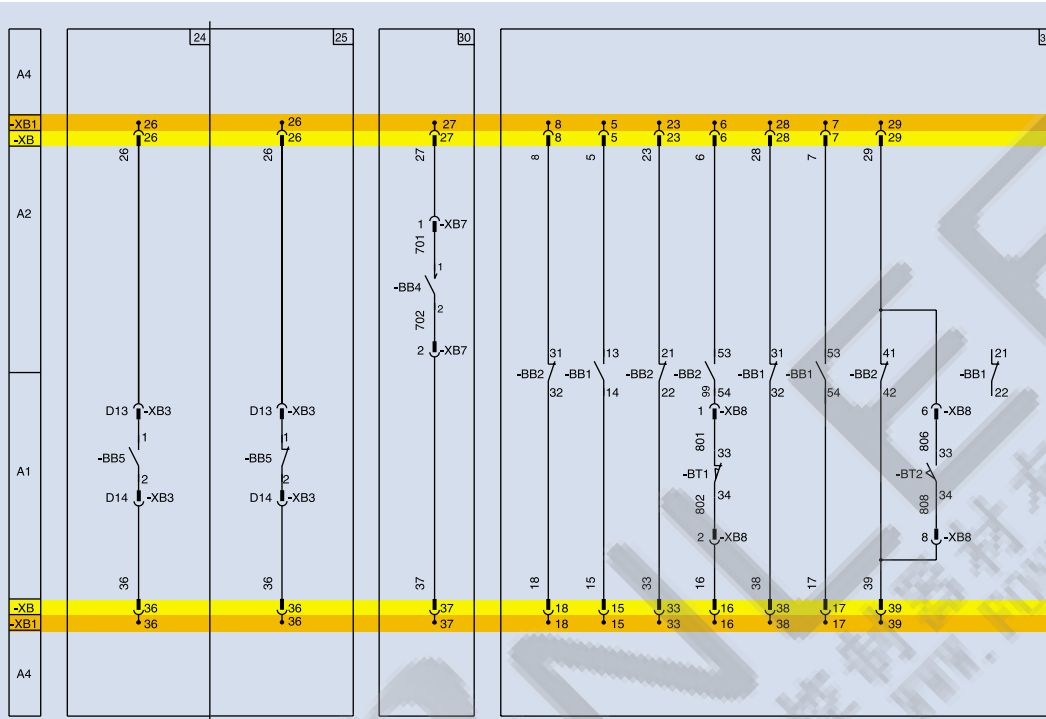 24 25 30 3
A4
-XB1 26 26 27 8 5 23 6 28 7 29
-XB 26 26 27 8 5 23 6 28 7 29
26 26 27 8 5 23 6 28 7 29
A2
1 -XB7
701
1
-BB4
2
702
2 -XB7
31 13 21 53 31 53 41 21
-BB2 -BB1 -BB2 -BB2 -BB1 -BB1 -BB2 -BB1
32 14 22 99 54 32 54 42 22
D13 -XB3 D13 -XB3 1 -XB8 6 -XB8
1 1 801 806
33 33
-BB5 -BB5
A1 -BT1 -BT2
2 2
D14 -XB3 D14 -XB3 802 34 808 34
2 -XB8 8 -XB8
36 36 37 18 15 33 16 38 17 39
-XB 36 36 37 18 15 33 16 38 17 39
-XB1 36 36 37 18 15 33 16 38 17 39
A4